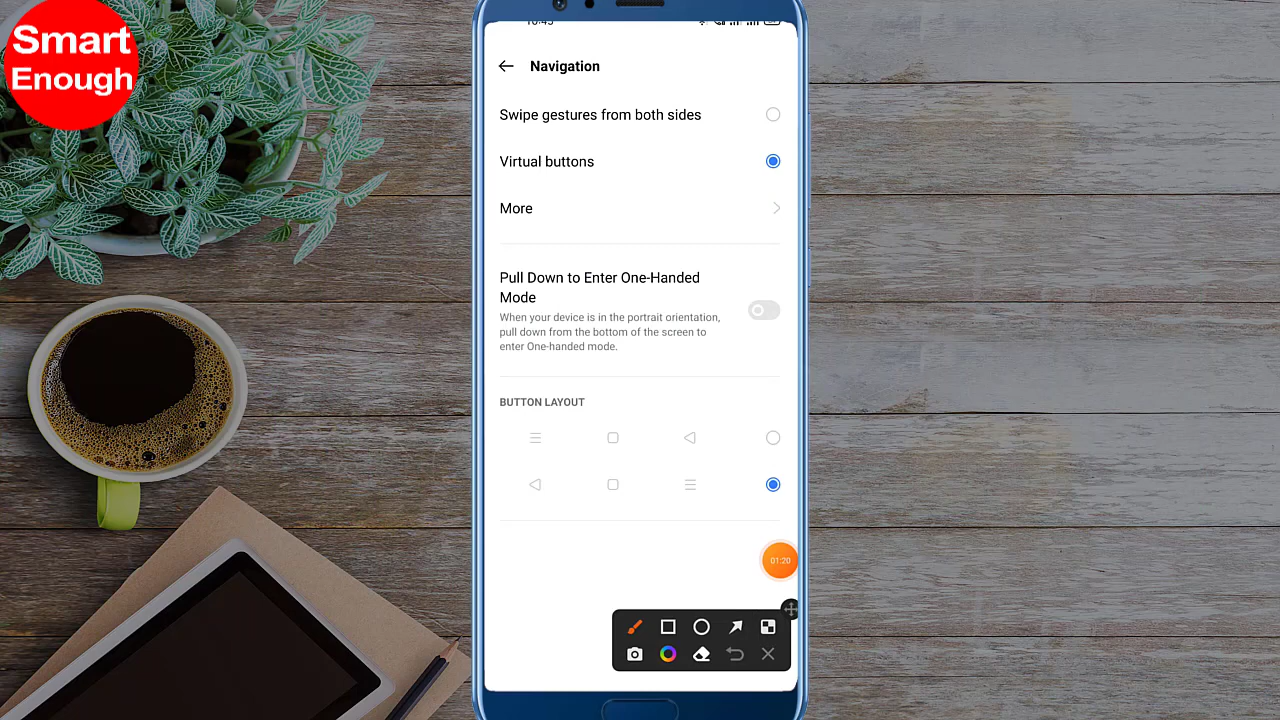 Smart
Enough
Navigation
Swipe gestures from both sides
Virtual buttons
More
Pull Down to Enter One-Handed
Mode
When your device is in the portrait orientation,
pull down from the bottom of the screen to
enter One-handed mode.
BUTTON LAYOUT
01:20